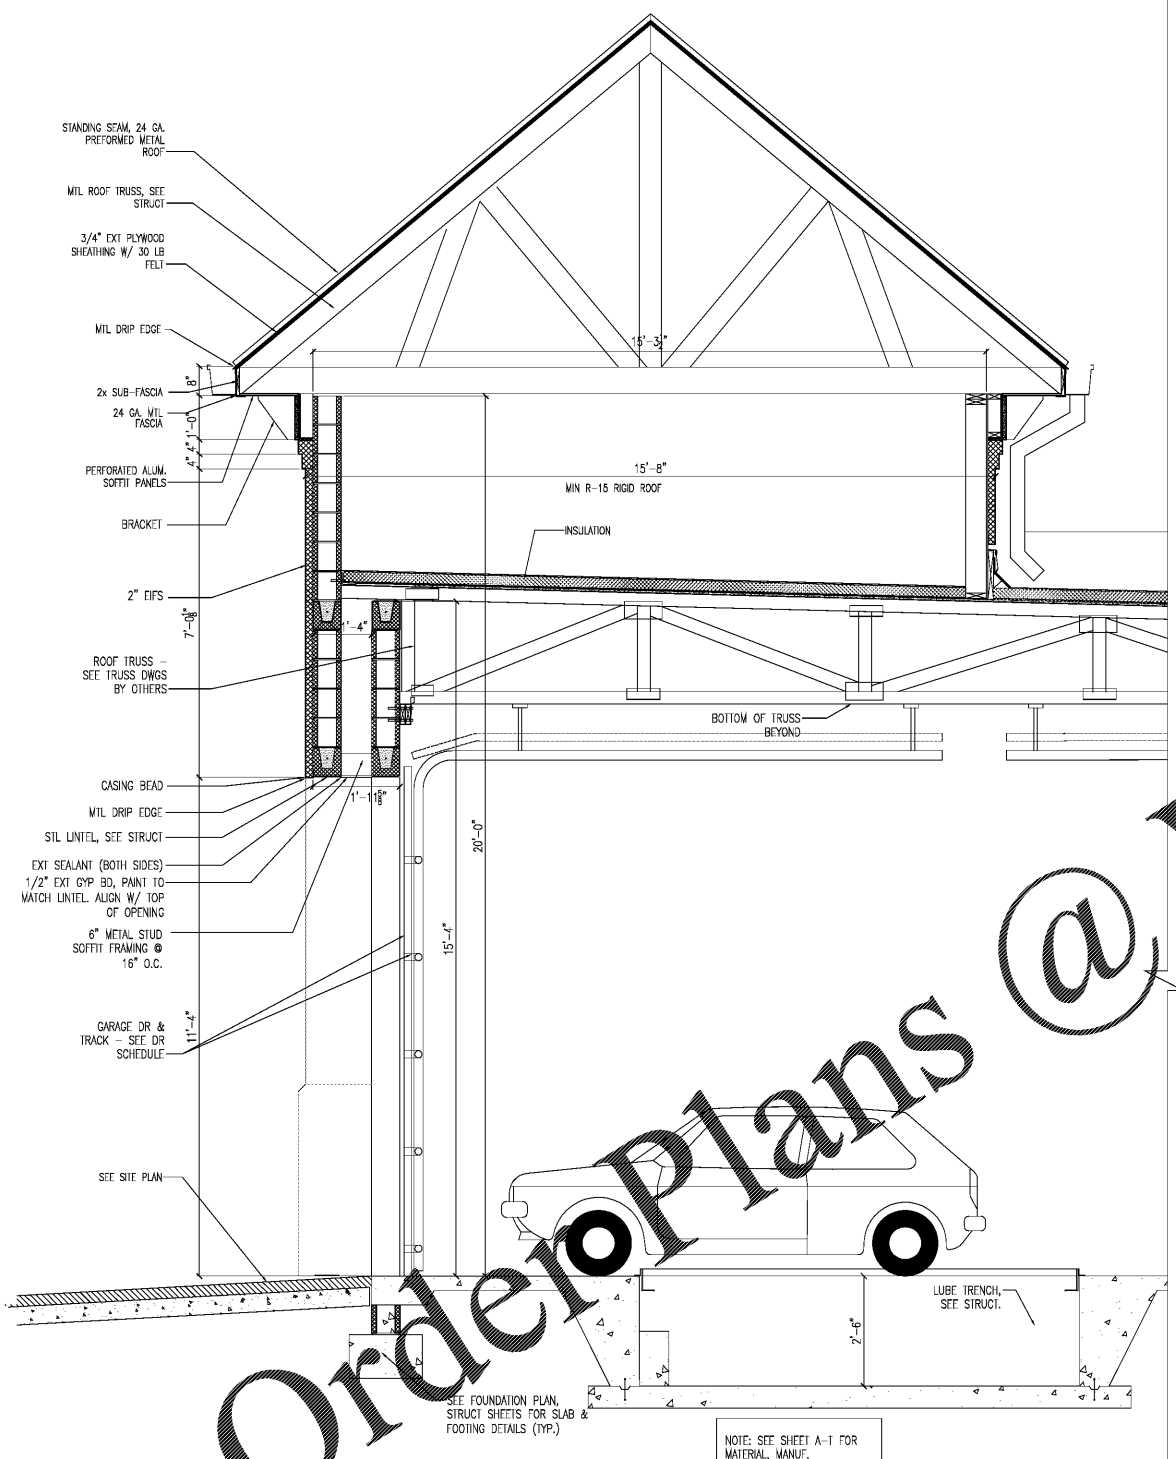 STANDING SEAM, 24 GA.
PREFORMED METAL
ROOF
MTL ROOF TRUSS, SEE
STRUCT
3/4" EXT PLYWOOD
SHEATHING W/ 30 LB
FELT
MTL DRIP EDGE
15'-3½"
8"
2x SUB-FASCIA
24 GA. MTL
FASCIA
1'-0"
4"
4"
PERFORATED ALUM.
SOFFIT PANELS
15'-8"
MIN R-15 RIGID ROOF
BRACKET
INSULATION
2" EIFS
7'-0⅛"
1'-4"
ROOF TRUSS -
SEE TRUSS DWGS
BY OTHERS
BOTTOM OF TRUSS
BEYOND
CASING BEAD
1'-1⅝"
MTL DRIP EDGE
STL LINTEL, SEE STRUCT
20'-0"
EXT SEALANT (BOTH SIDES)
1/2" EXT GYP BD, PAINT TO
MATCH LINTEL. ALIGN W/ TOP
OF OPENING
6" METAL STUD
SOFFIT FRAMING @
16" O.C.
15'-4"
11'-4"
GARAGE DR &
TRACK - SEE DR
SCHEDULE
SEE SITE PLAN
LUBE TRENCH,
SEE STRUCT.
2'-6"
SEE FOUNDATION PLAN,
STRUCT SHEETS FOR SLAB &
FOOTING DETAILS (TYP.)
NOTE: SEE SHEET A-T FOR
MATERIAL, MANUF.
Order Plans @